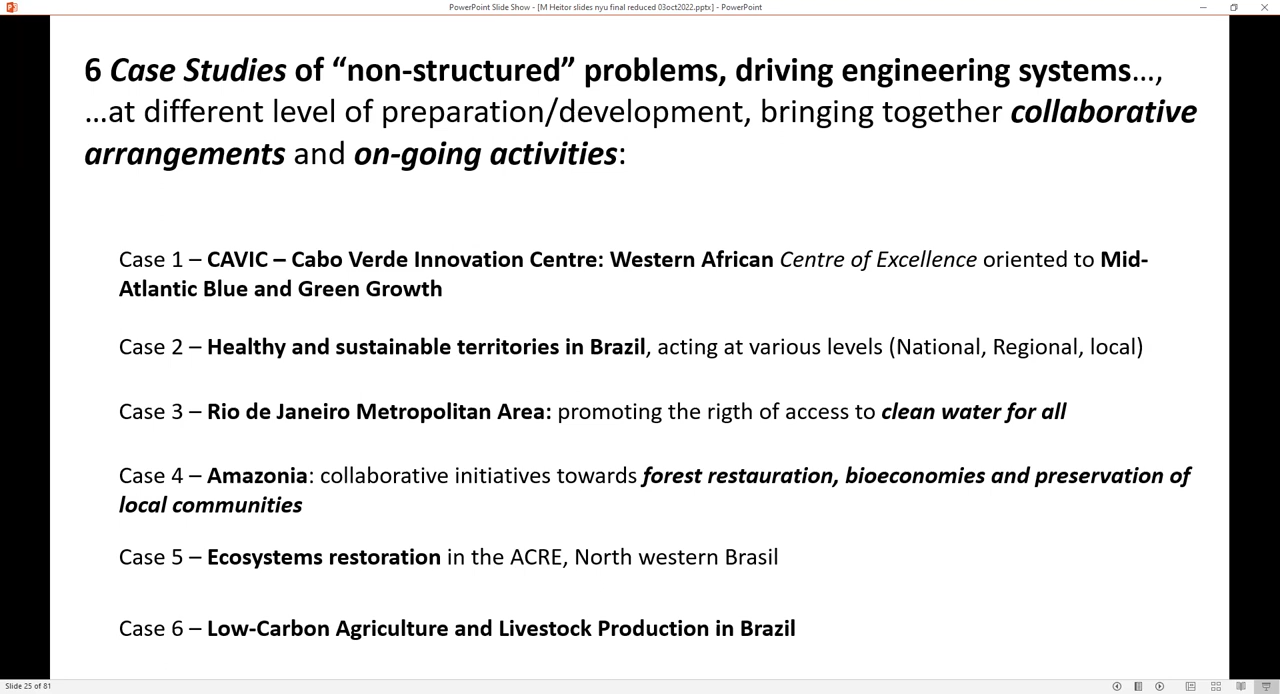 PowerPoint Slide Show - [M Heitor slides nyu final reduced 03oct2022.pptx] - PowerPoint
6 Case Studies of “non-structured” problems, driving engineering systems…,
…at different level of preparation/development, bringing together collaborative
arrangements and on-going activities:
Case 1 – CAVIC – Cabo Verde Innovation Centre: Western African Centre of Excellence oriented to Mid-
Atlantic Blue and Green Growth
Case 2 – Healthy and sustainable territories in Brazil, acting at various levels (National, Regional, local)
Case 3 – Rio de Janeiro Metropolitan Area: promoting the rigth of access to clean water for all
Case 4 – Amazonia: collaborative initiatives towards forest restauration, bioeconomies and preservation of
local communities
Case 5 – Ecosystems restoration in the ACRE, North western Brasil
Case 6 – Low-Carbon Agriculture and Livestock Production in Brazil
Slide 25 of 81